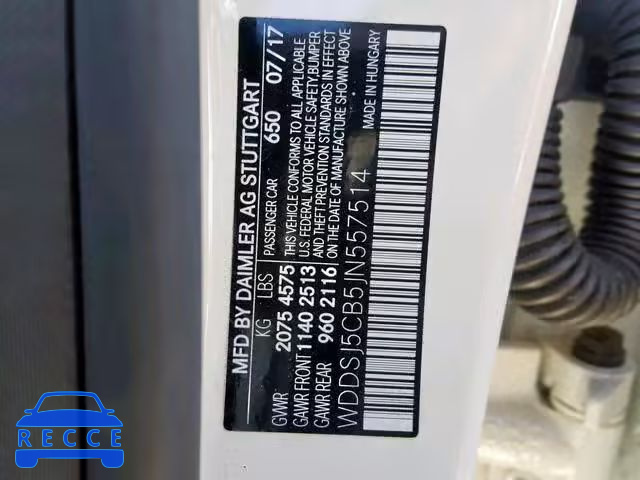 MFD BY DAIMLER AG STUTTGART
KG LBS PASSENGER CAR 650 07/17
GVWR 2075 4575 THIS VEHICLE CONFORMS TO ALL APPLICABLE
GAWR FRONT 1140 2513 U.S. FEDERAL MOTOR VEHICLE SAFETY, BUMPER
GAWR REAR 960 2116 AND THEFT PREVENTION STANDARDS IN EFFECT
ON THE DATE OF MANUFACTURE SHOWN ABOVE
WDDSJ5CB5JN557514 MADE IN HUNGARY
RECCE